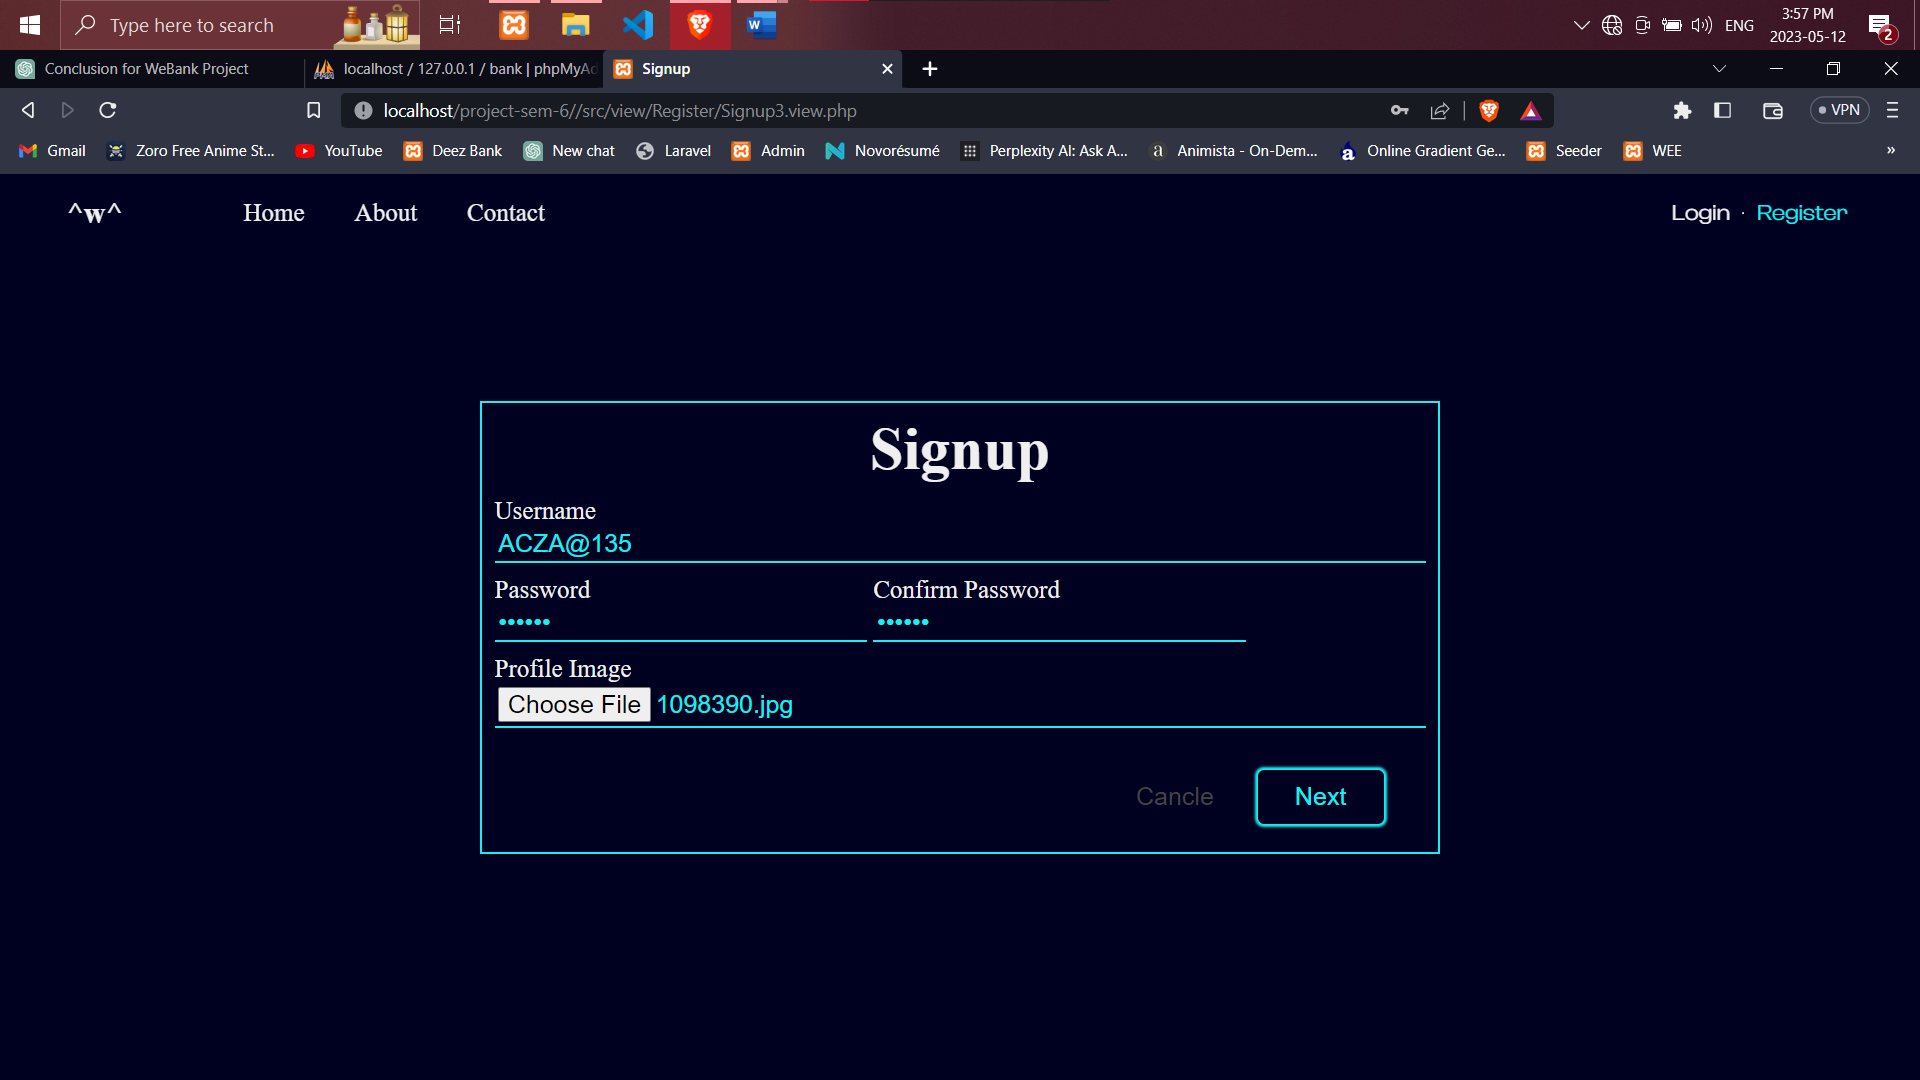 Type here to search
ENG
3:57 PM
2023-05-12
2
Conclusion for WeBank Project
localhost / 127.0.0.1 / bank | phpMyAd
Signup
localhost/project-sem-6//src/view/Register/Signup3.view.php
VPN
Gmail
Zoro Free Anime St...
YouTube
Deez Bank
New chat
Laravel
Admin
Novorésumé
Perplexity AI: Ask A...
Animista - On-Dem...
Online Gradient Ge...
Seeder
WEE
»
^w^
Home
About
Contact
Login · Register
Signup
Username
ACZA@135
Password
Confirm Password
••••••
••••••
Profile Image
Choose File 1098390.jpg
Cancle
Next